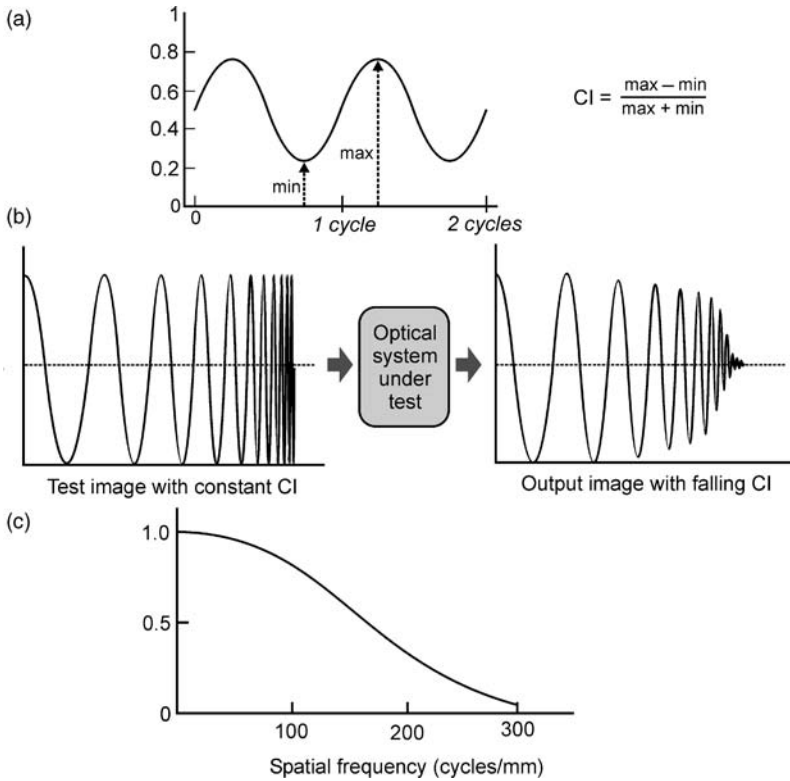 (a)
1
0.8
0.6
0.4
0.2
0
min
max
0
1 cycle
2 cycles
CI = max – min
max + min
(b)
Optical
system
under
test
Test image with constant CI
Output image with falling CI
(c)
1.0
0.5
0
100
200
300
Spatial frequency (cycles/mm)